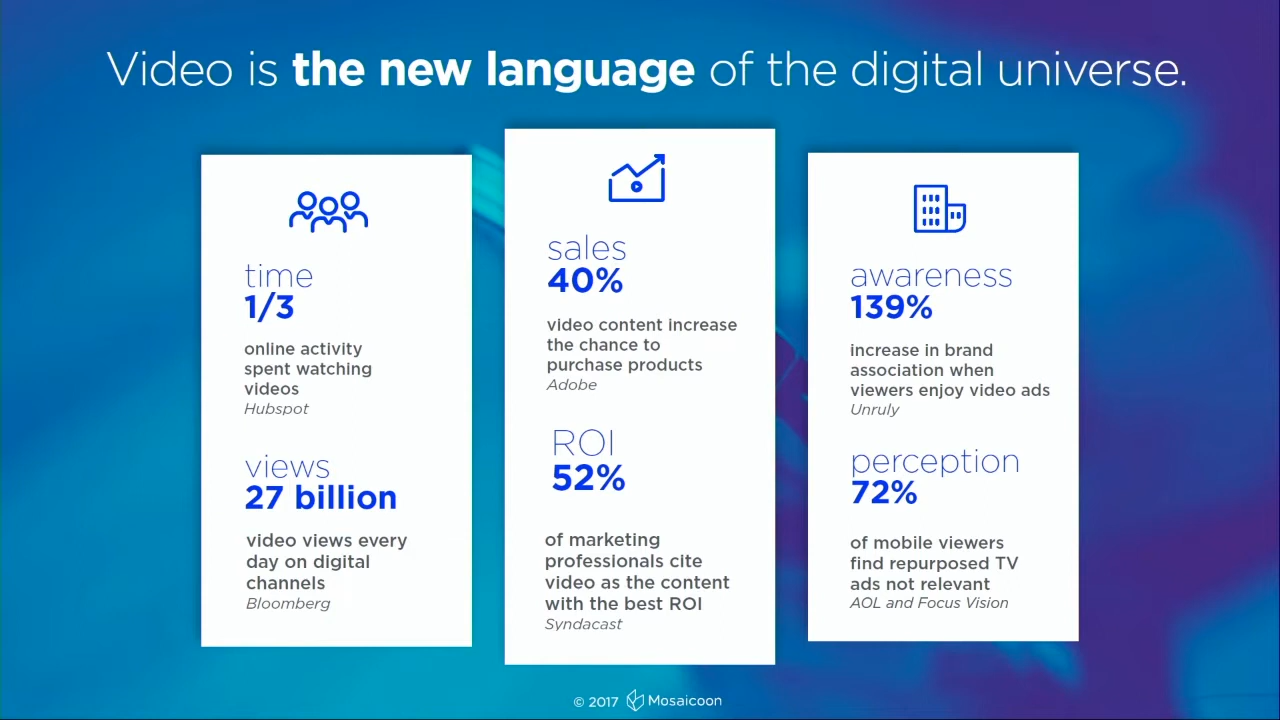 Video is the new language of the digital universe.
time
1/3
online activity
spent watching
videos
Hubspot
views
27 billion
video views every
day on digital
channels
Bloomberg
sales
40%
video content increase
the chance to
purchase products
Adobe
ROI
52%
of marketing
professionals cite
video as the content
with the best ROI
Syndacast
awareness
139%
increase in brand
association when
viewers enjoy video ads
Unruly
perception
72%
of mobile viewers
find repurposed TV
ads not relevant
AOL and Focus Vision
© 2017 Mosaicoon